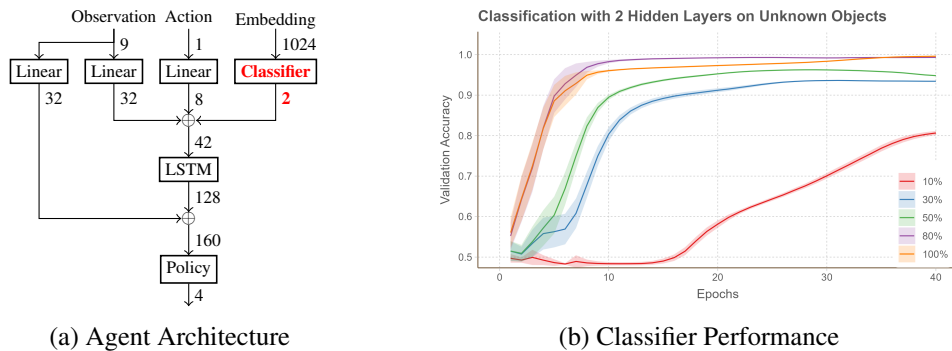 Observation Action Embedding
9 1 1024
Linear Linear Linear Classifier
32 32 8 2
⊕
42
LSTM
128
⊕
160
Policy
4
(a) Agent Architecture
Classification with 2 Hidden Layers on Unknown Objects
Validation Accuracy
1.0
0.9
0.8
0.7
0.6
0.5
0 10 20 30 40
Epochs
10%
30%
50%
80%
100%
(b) Classifier Performance